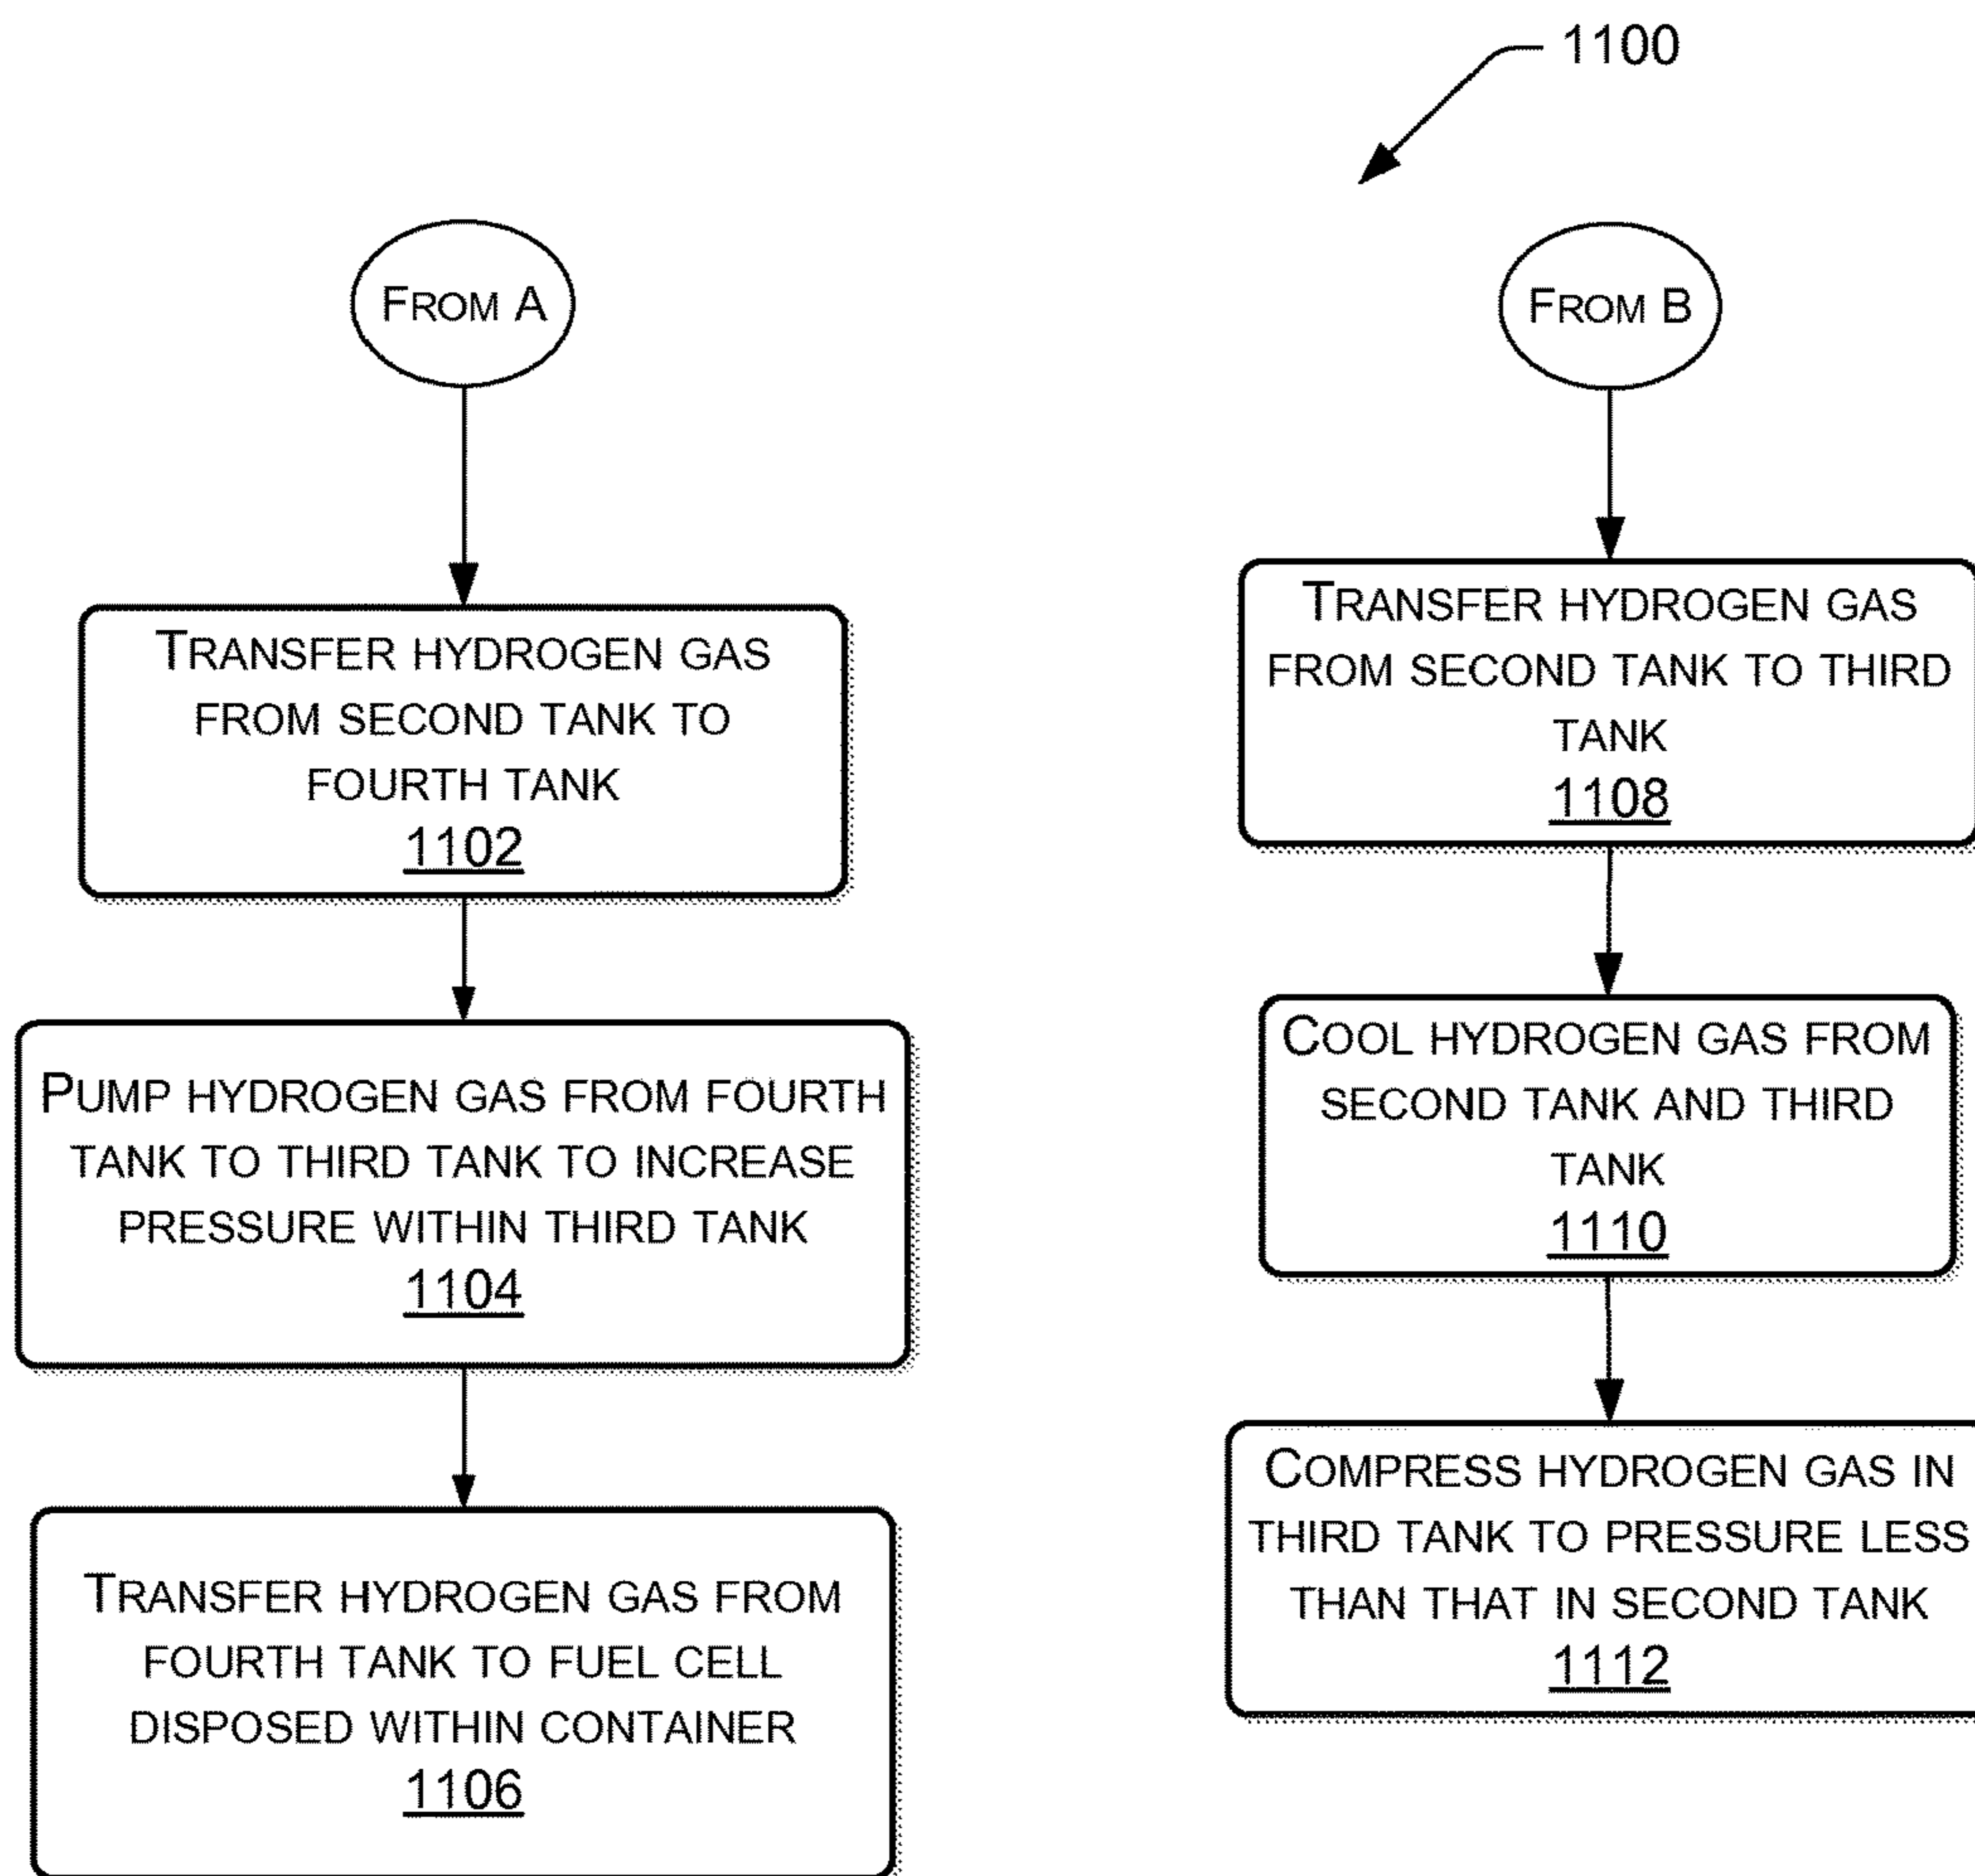 1100
FROM A
TRANSFER HYDROGEN GAS
FROM SECOND TANK TO
FOURTH TANK
1102
PUMP HYDROGEN GAS FROM FOURTH
TANK TO THIRD TANK TO INCREASE
PRESSURE WITHIN THIRD TANK
1104
TRANSFER HYDROGEN GAS FROM
FOURTH TANK TO FUEL CELL
DISPOSED WITHIN CONTAINER
1106
FROM B
TRANSFER HYDROGEN GAS
FROM SECOND TANK TO THIRD
TANK
1108
COOL HYDROGEN GAS FROM
SECOND TANK AND THIRD
TANK
1110
COMPRESS HYDROGEN GAS IN
THIRD TANK TO PRESSURE LESS
THAN THAT IN SECOND TANK
1112